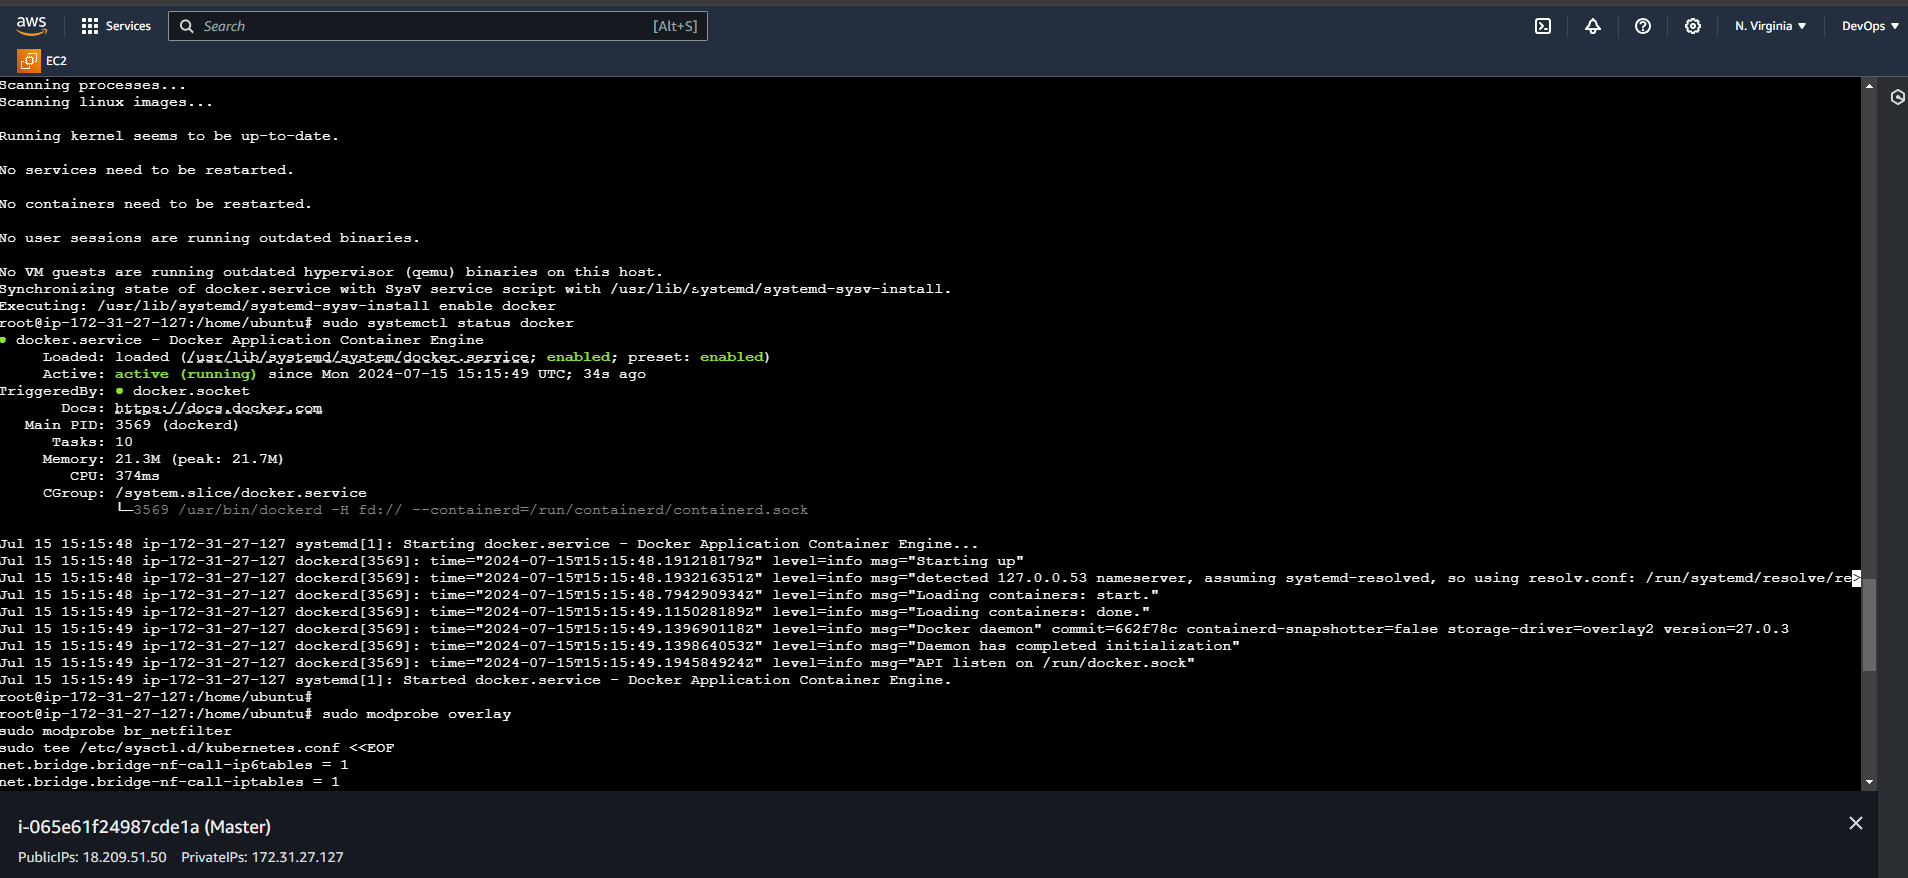 aws
Services
Search [Alt+S]
N. Virginia
DevOps
EC2
Scanning processes...
Scanning linux images...
Running kernel seems to be up-to-date.
No services need to be restarted.
No containers need to be restarted.
No user sessions are running outdated binaries.
No VM guests are running outdated hypervisor (qemu) binaries on this host.
Synchronizing state of docker.service with SysV service script with /usr/lib/systemd/systemd-sysv-install.
Executing: /usr/lib/systemd/systemd-sysv-install enable docker
root@ip-172-31-27-127:/home/ubuntu# sudo systemctl status docker
● docker.service - Docker Application Container Engine
Loaded: loaded (/usr/lib/systemd/system/docker.service; enabled; preset: enabled)
Active: active (running) since Mon 2024-07-15 15:15:49 UTC; 34s ago
TriggeredBy: ● docker.socket
Docs: https://docs.docker.com
Main PID: 3569 (dockerd)
Tasks: 10
Memory: 21.3M (peak: 21.7M)
CPU: 374ms
CGroup: /system.slice/docker.service
└─3569 /usr/bin/dockerd -H fd:// --containerd=/run/containerd/containerd.sock
Jul 15 15:15:48 ip-172-31-27-127 systemd[1]: Starting docker.service - Docker Application Container Engine...
Jul 15 15:15:48 ip-172-31-27-127 dockerd[3569]: time="2024-07-15T15:15:48.191218179Z" level=info msg="Starting up"
Jul 15 15:15:48 ip-172-31-27-127 dockerd[3569]: time="2024-07-15T15:15:48.193216351Z" level=info msg="detected 127.0.0.53 nameserver, assuming systemd-resolved, so using resolv.conf: /run/systemd/resolve/re>
Jul 15 15:15:48 ip-172-31-27-127 dockerd[3569]: time="2024-07-15T15:15:48.794290934Z" level=info msg="Loading containers: start."
Jul 15 15:15:49 ip-172-31-27-127 dockerd[3569]: time="2024-07-15T15:15:49.115028189Z" level=info msg="Loading containers: done."
Jul 15 15:15:49 ip-172-31-27-127 dockerd[3569]: time="2024-07-15T15:15:49.139690118Z" level=info msg="Docker daemon" commit=662f78c containerd-snapshotter=false storage-driver=overlay2 version=27.0.3
Jul 15 15:15:49 ip-172-31-27-127 dockerd[3569]: time="2024-07-15T15:15:49.139864053Z" level=info msg="Daemon has completed initialization"
Jul 15 15:15:49 ip-172-31-27-127 dockerd[3569]: time="2024-07-15T15:15:49.194584924Z" level=info msg="API listen on /run/docker.sock"
Jul 15 15:15:49 ip-172-31-27-127 systemd[1]: Started docker.service - Docker Application Container Engine.
root@ip-172-31-27-127:/home/ubuntu#
root@ip-172-31-27-127:/home/ubuntu# sudo modprobe overlay
sudo modprobe br_netfilter
sudo tee /etc/sysctl.d/kubernetes.conf <<EOF
net.bridge.bridge-nf-call-ip6tables = 1
net.bridge.bridge-nf-call-iptables = 1
i-065e61f24987cde1a (Master)
PublicIPs: 18.209.51.50 PrivateIPs: 172.31.27.127